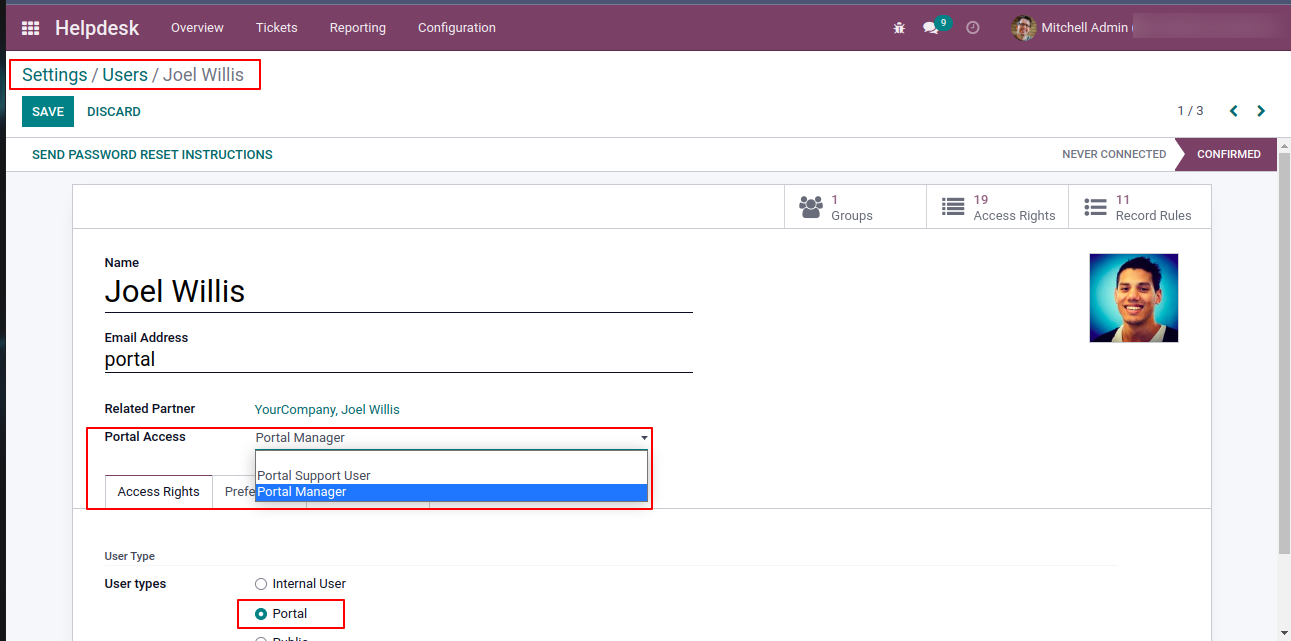 Helpdesk Overview Tickets Reporting Configuration 9 Mitchell Admin
Settings / Users / Joel Willis
SAVE DISCARD 1 / 3
SEND PASSWORD RESET INSTRUCTIONS NEVER CONNECTED CONFIRMED
1 Groups
19 Access Rights
11 Record Rules
Name
Joel Willis
Email Address
portal
Related Partner YourCompany, Joel Willis
Portal Access Portal Manager
Portal Support User
Portal Manager
Access Rights Prefe
User Type
User types Internal User
Portal
Public